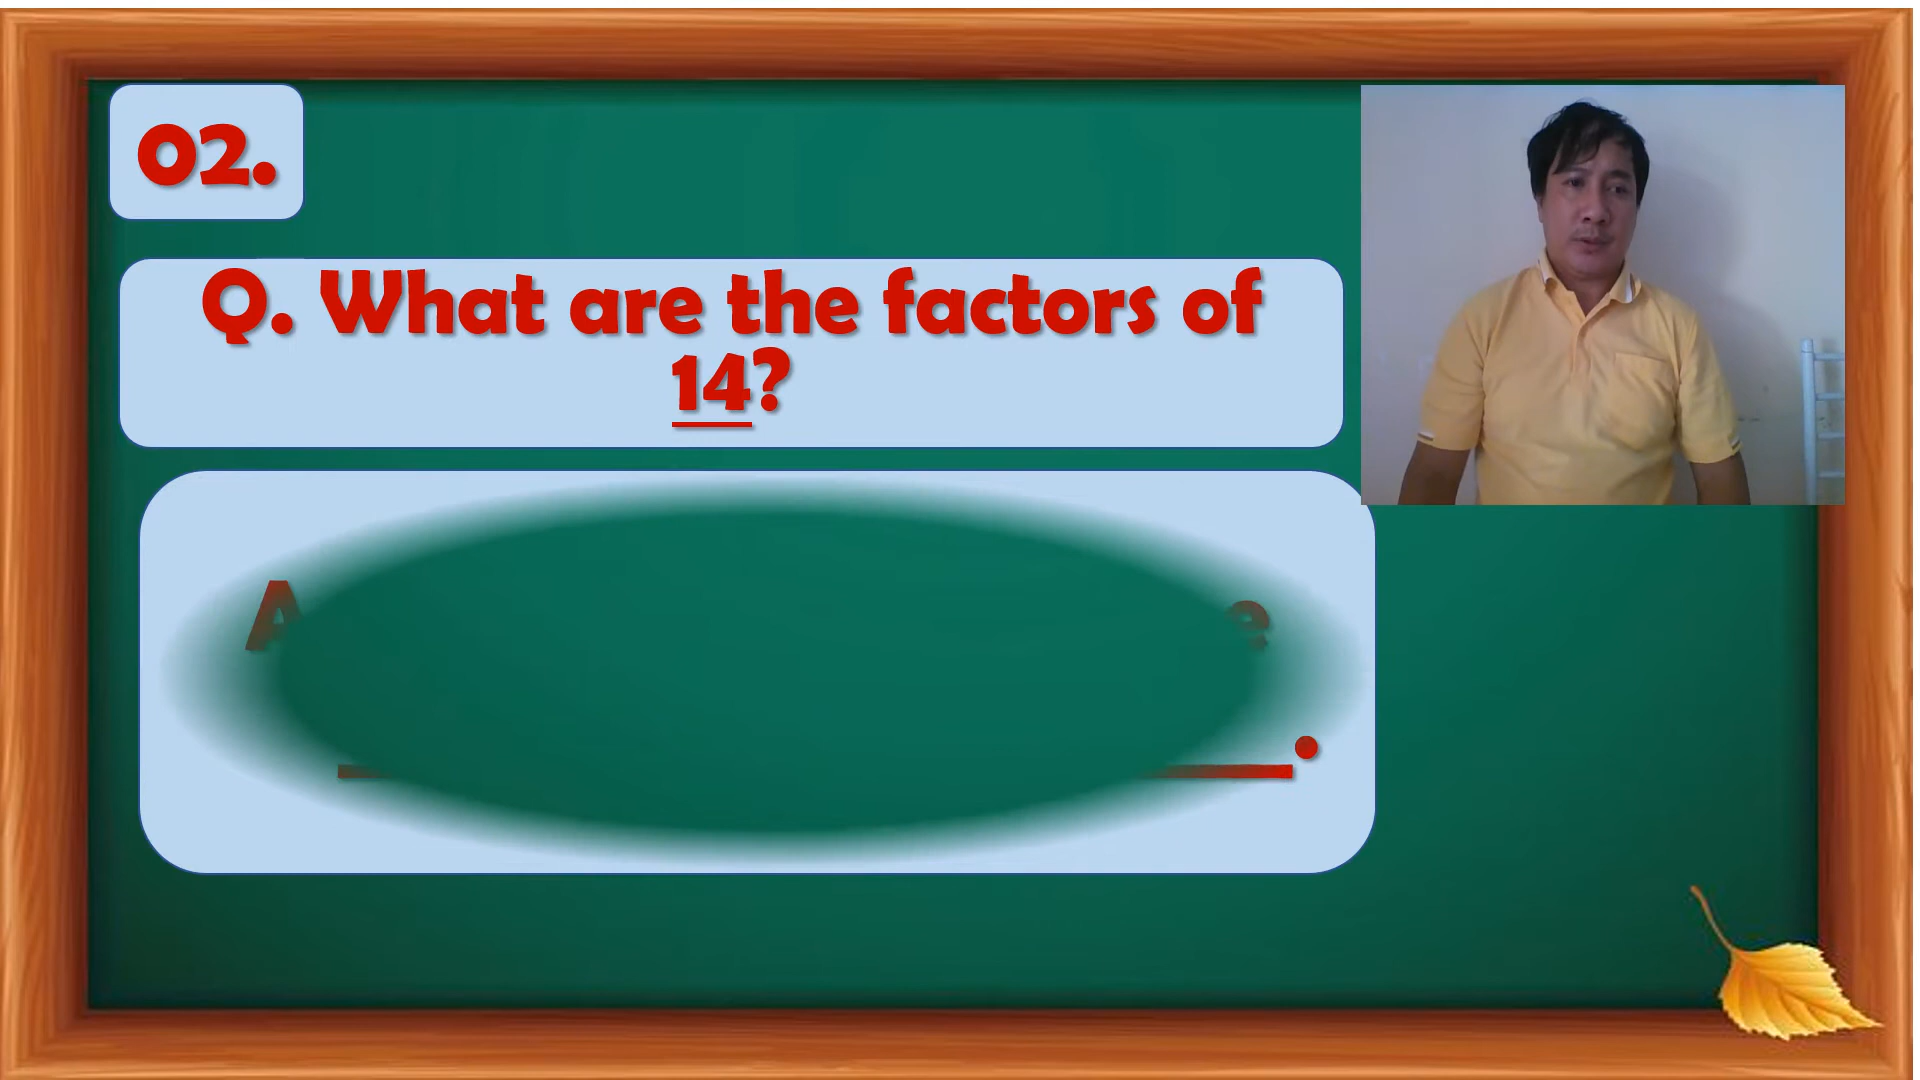 02.
Q. What are the factors of
14?